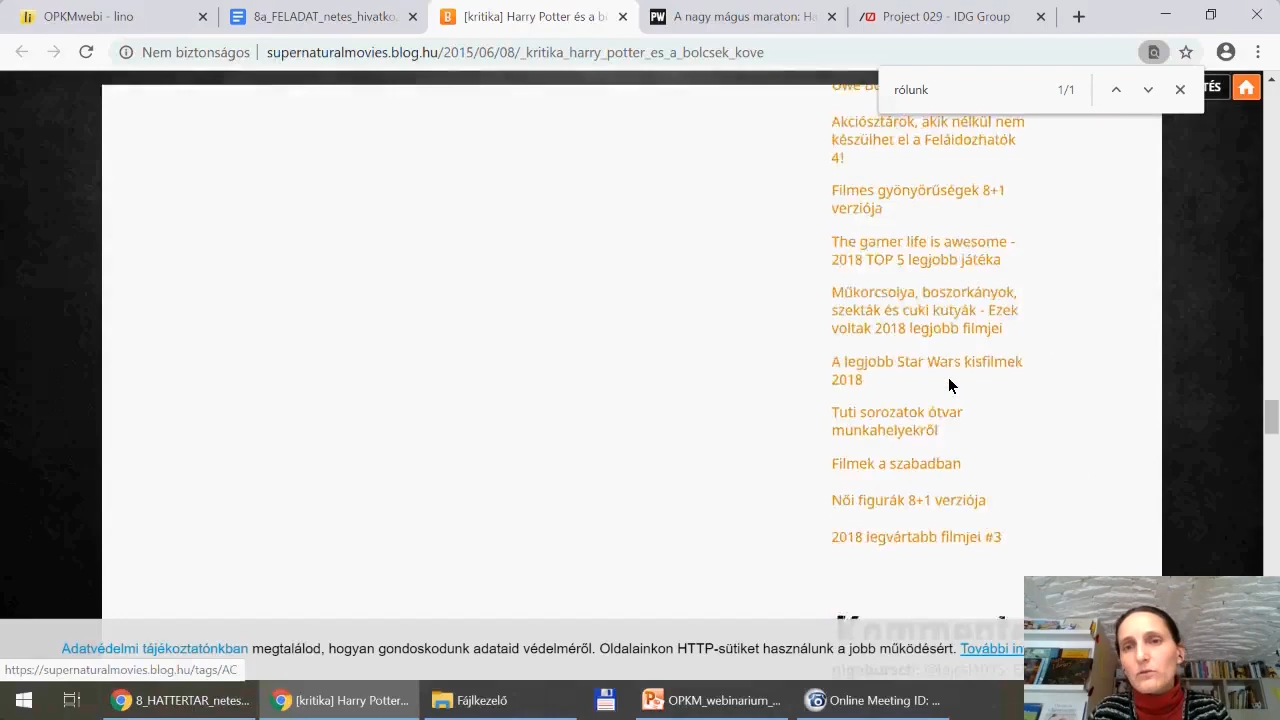 OPKMwebi - lino
8a_FELADAT_netes_hivatko.
[kritika] Harry Potter és a b
A nagy mágus maraton: Ha
Project 029 - IDG Group
Nem biztonságos
supernaturalmovies.blog.hu/2015/06/08/_kritika_harry_potter_es_a_bolcsek_kove
rólunk
1/1
TÉS
Akciósztárok, akik nélkül nem
készülhet el a Feláldozhatók
4!
Filmes gyönyörűségek 8+1
verziója
The gamer life is awesome -
2018 TOP 5 legjobb játéka
Műkorcsolya, boszorkányok,
szekták és cuki kutyák - Ezek
voltak 2018 legjobb filmjei
A legjobb Star Wars kisfilmek
2018
Tuti sorozatok ótvar
munkahelyekről
Filmek a szabadban
Női figurák 8+1 verziója
2018 legvártabb filmjei #3
Adatvédelmi tájékoztatónkban megtalálod, hogyan gondoskodunk adataid védelméről. Oldalainkon HTTP-sütiket használunk a jobb működésért. További in
https://supernaturalmovies.blog.hu/tags/AC
8_HATTERTAR_netes...
[kritika] Harry Potter...
Fájlkezelő
OPKM_webinarium_...
Online Meeting ID: ...